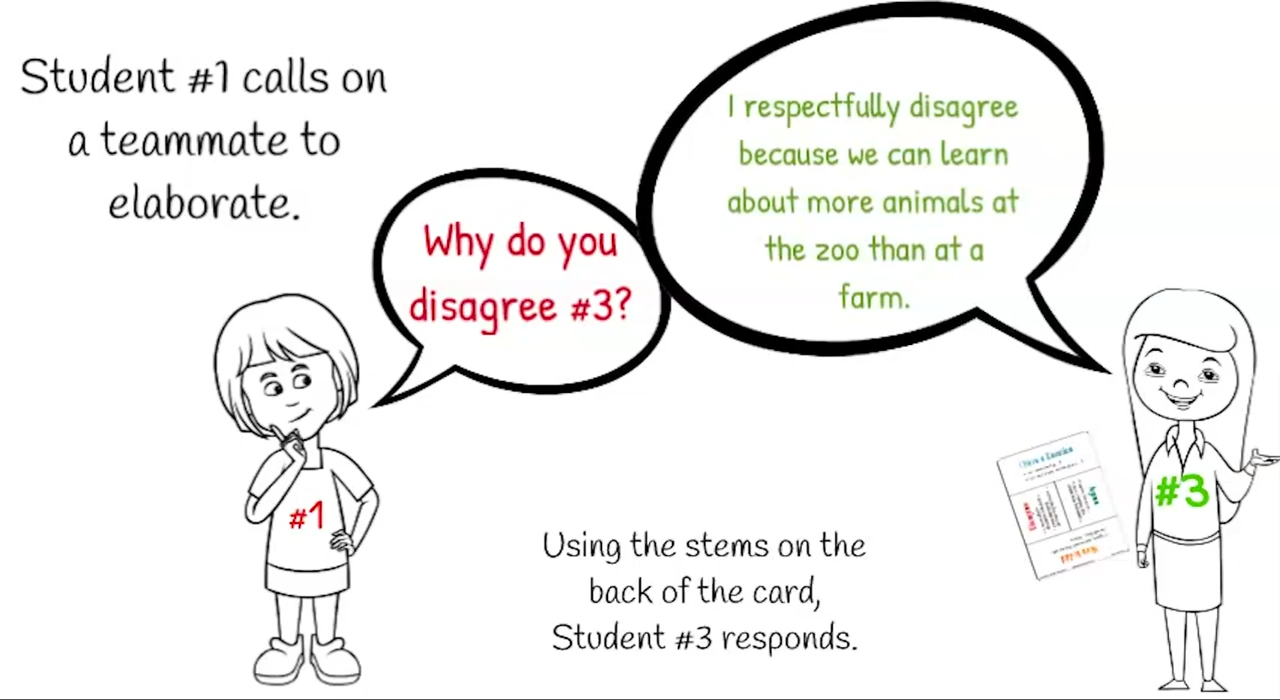 Student #1 calls on
a teammate to
elaborate.
Why do you
disagree #3?
I respectfully disagree
because we can learn
about more animals at
the zoo than at a
farm.
#1
#3
Agree
Disagree
Using the stems on the
back of the card,
Student #3 responds.